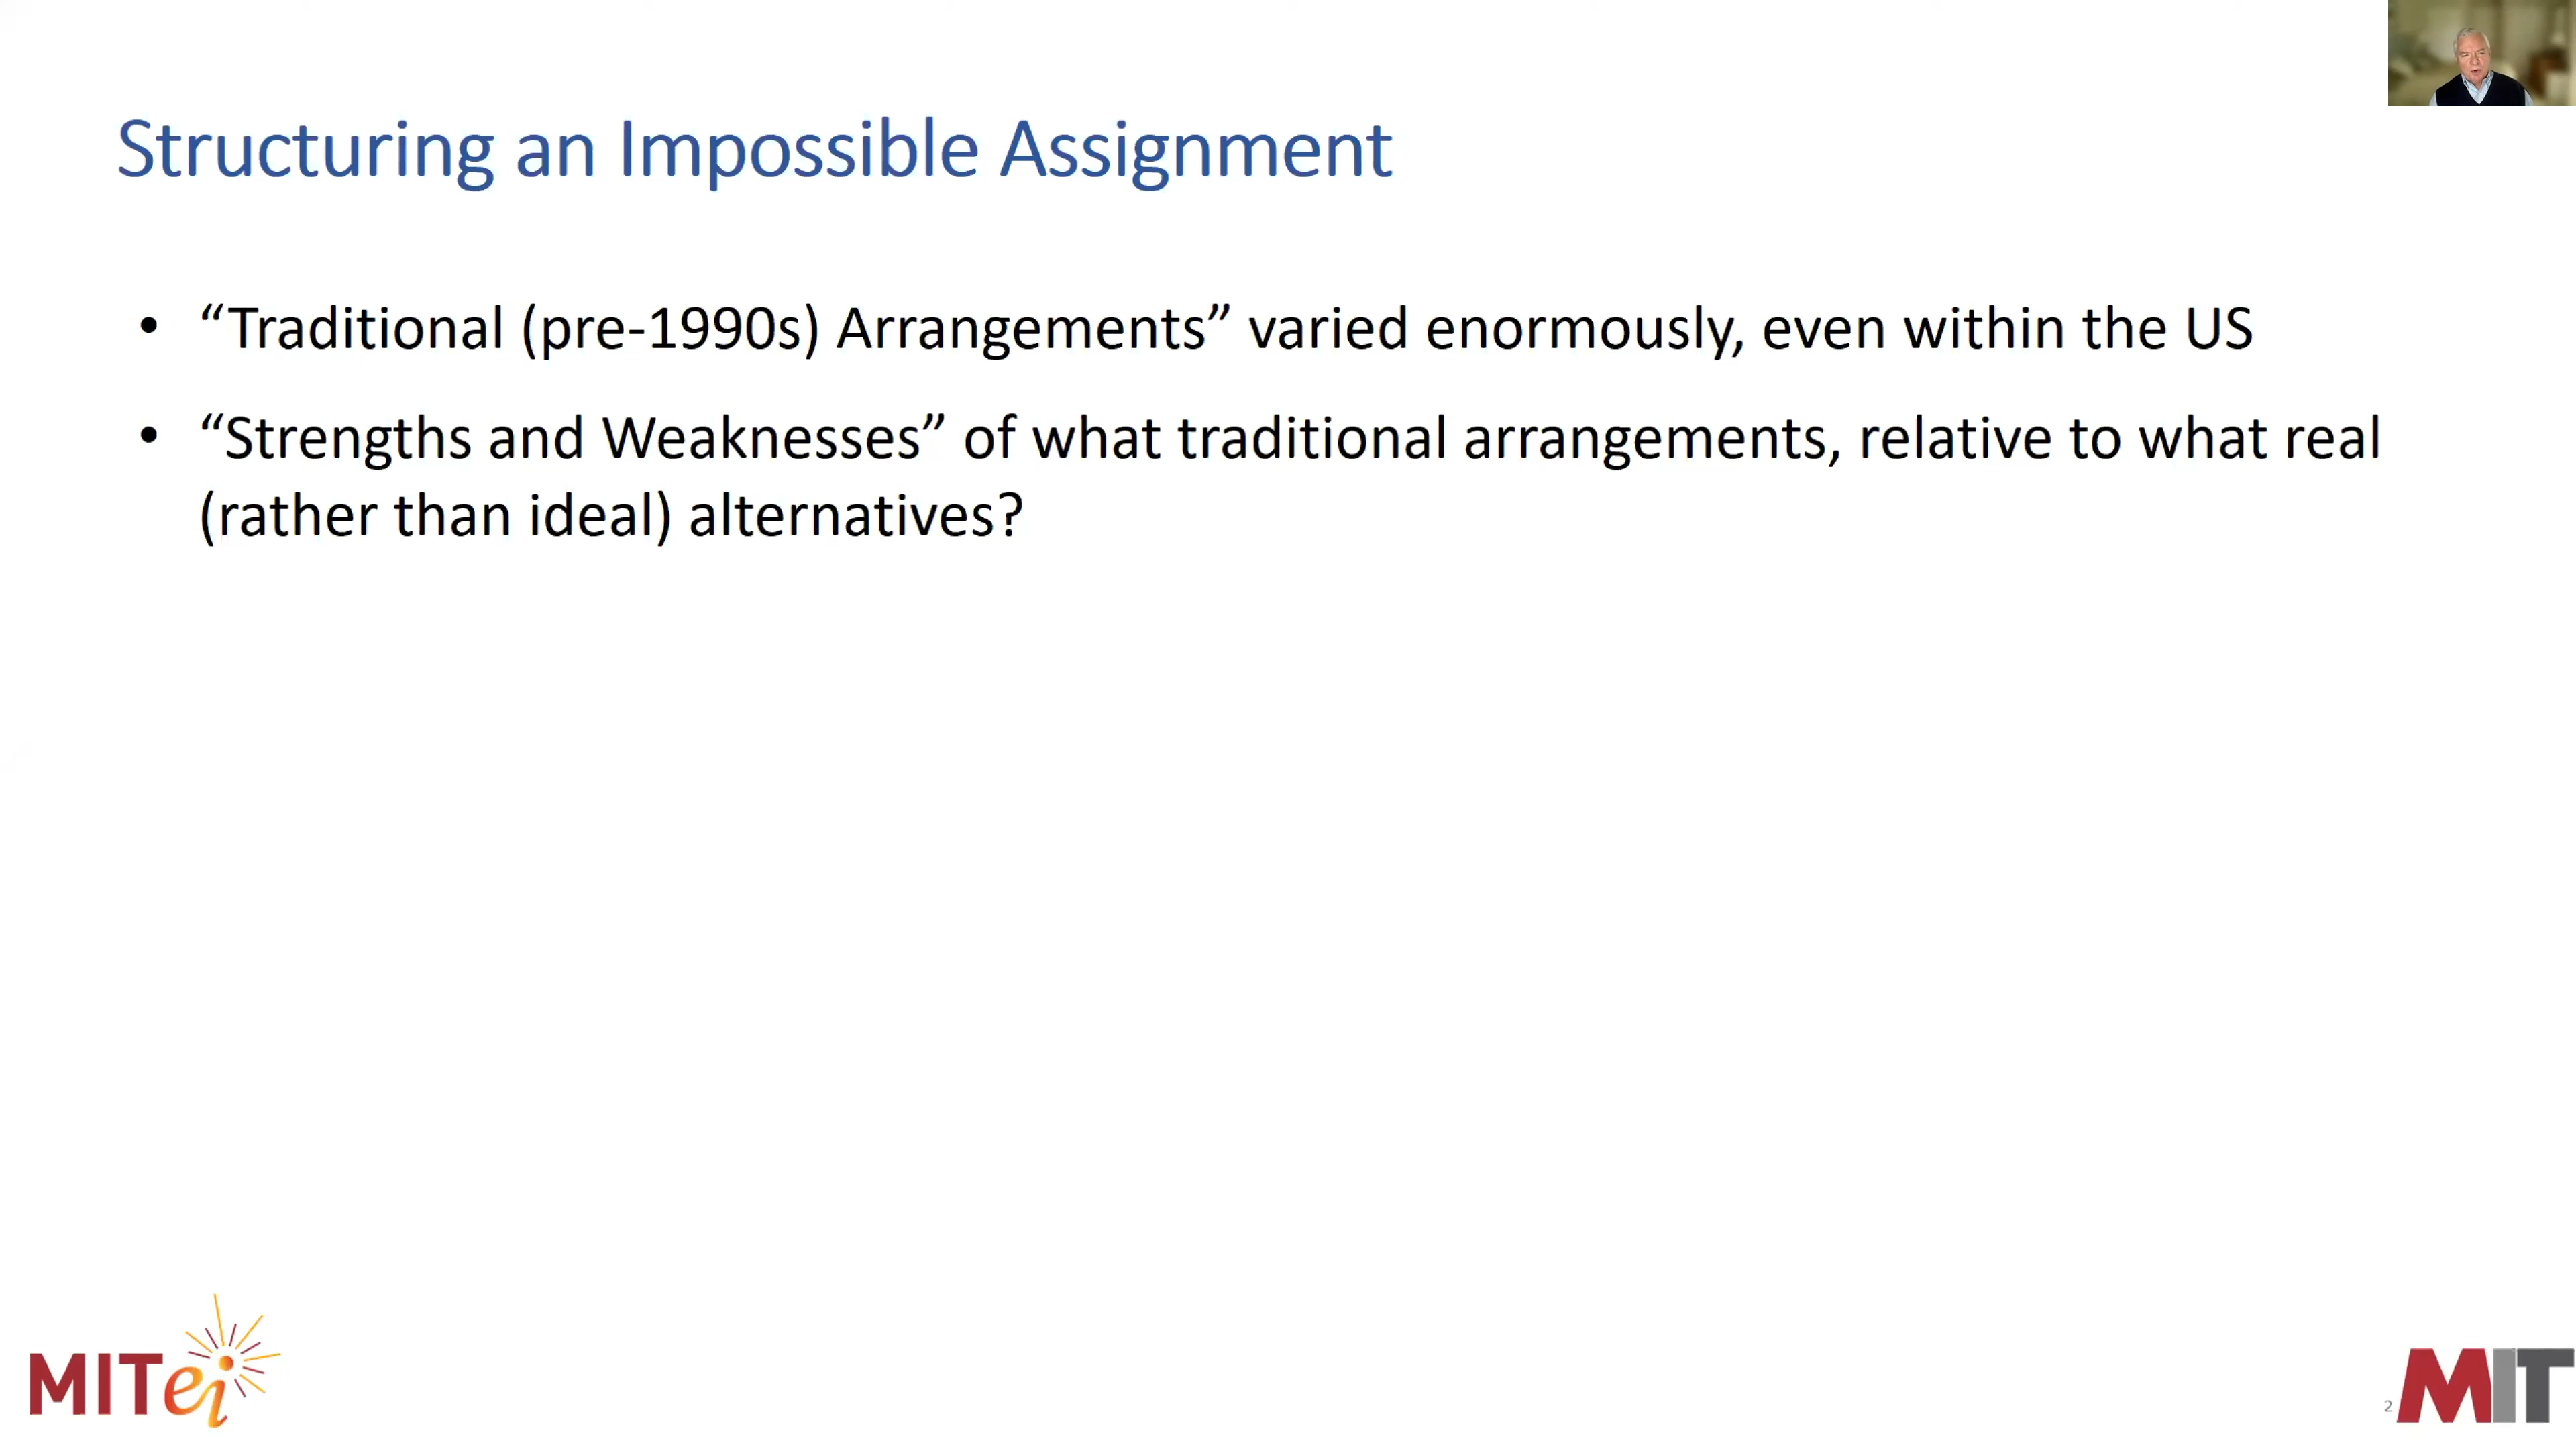 Structuring an Impossible Assignment
• “Traditional (pre-1990s) Arrangements” varied enormously, even within the US
• “Strengths and Weaknesses” of what traditional arrangements, relative to what real
(rather than ideal) alternatives?
MITei
2
MIT